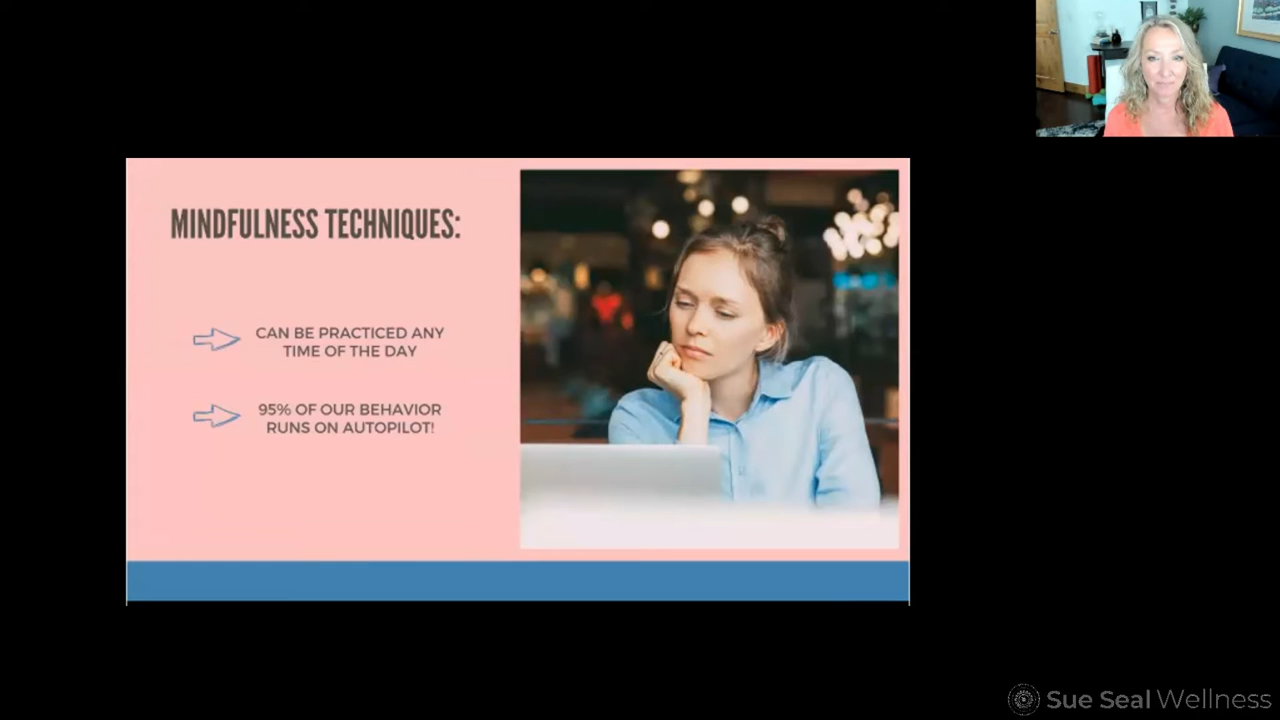 MINDFULNESS TECHNIQUES:
CAN BE PRACTICED ANY
TIME OF THE DAY
95% OF OUR BEHAVIOR
RUNS ON AUTOPILOT!
Sue Seal Wellness